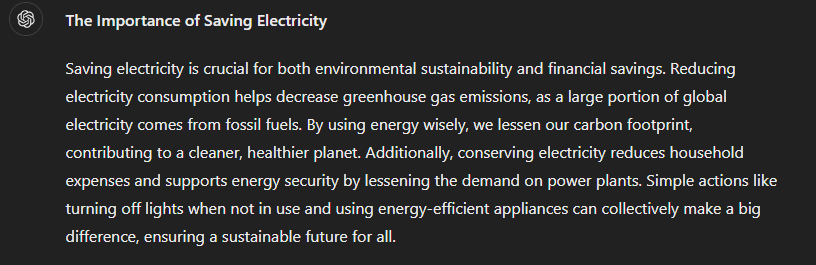 The Importance of Saving Electricity
Saving electricity is crucial for both environmental sustainability and financial savings. Reducing
electricity consumption helps decrease greenhouse gas emissions, as a large portion of global
electricity comes from fossil fuels. By using energy wisely, we lessen our carbon footprint,
contributing to a cleaner, healthier planet. Additionally, conserving electricity reduces household
expenses and supports energy security by lessening the demand on power plants. Simple actions like
turning off lights when not in use and using energy-efficient appliances can collectively make a big
difference, ensuring a sustainable future for all.